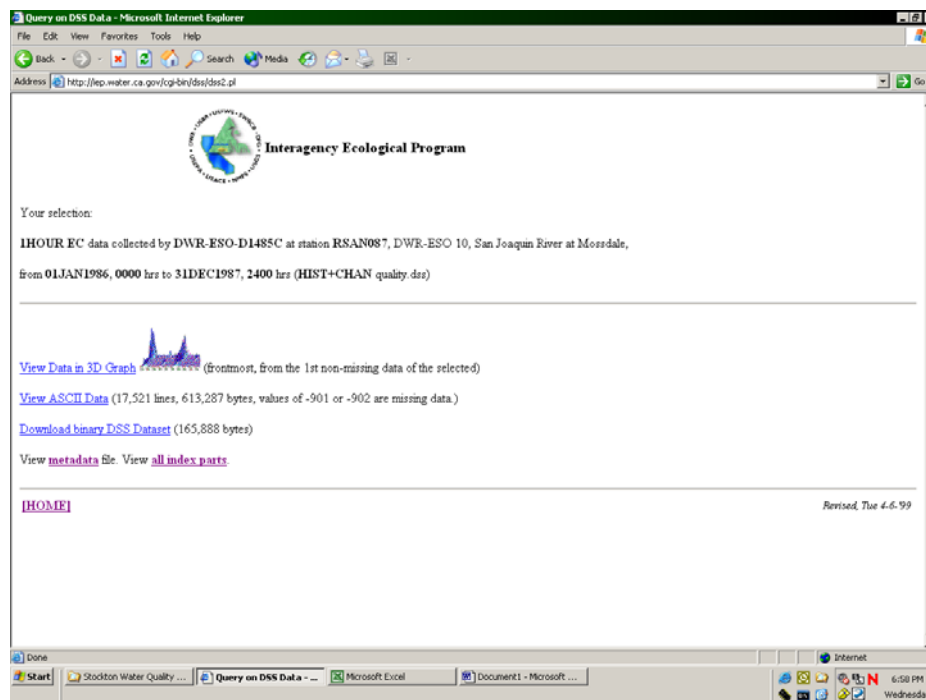 Query on DSS Data - Microsoft Internet Explorer
File Edit View Favorites Tools Help
Back Search Media
Address http://iep.water.ca.gov/cgi-bin/dss/dss2.pl Go
Interagency Ecological Program
Your selection:
1HOUR EC data collected by DWR-ESO-D1485C at station RSAN087, DWR-ESO 10, San Joaquin River at Mossdale,
from 01JAN1986, 0000 hrs to 31DEC1987, 2400 hrs (HIST+CHAN quality.dss)
View Data in 3D Graph (frontmost, from the 1st non-missing data of the selected)
View ASCII Data (17,521 lines, 613,287 bytes, values of -901 or -902 are missing data.)
Download binary DSS Dataset (165,888 bytes)
View metadata file. View all index parts.
[HOME] Revised, Tue 4-6-'99
Done Internet
Start Stockton Water Quality ... Query on DSS Data - ... Microsoft Excel Document1 - Microsoft ... 6:50 PM
Wednesda